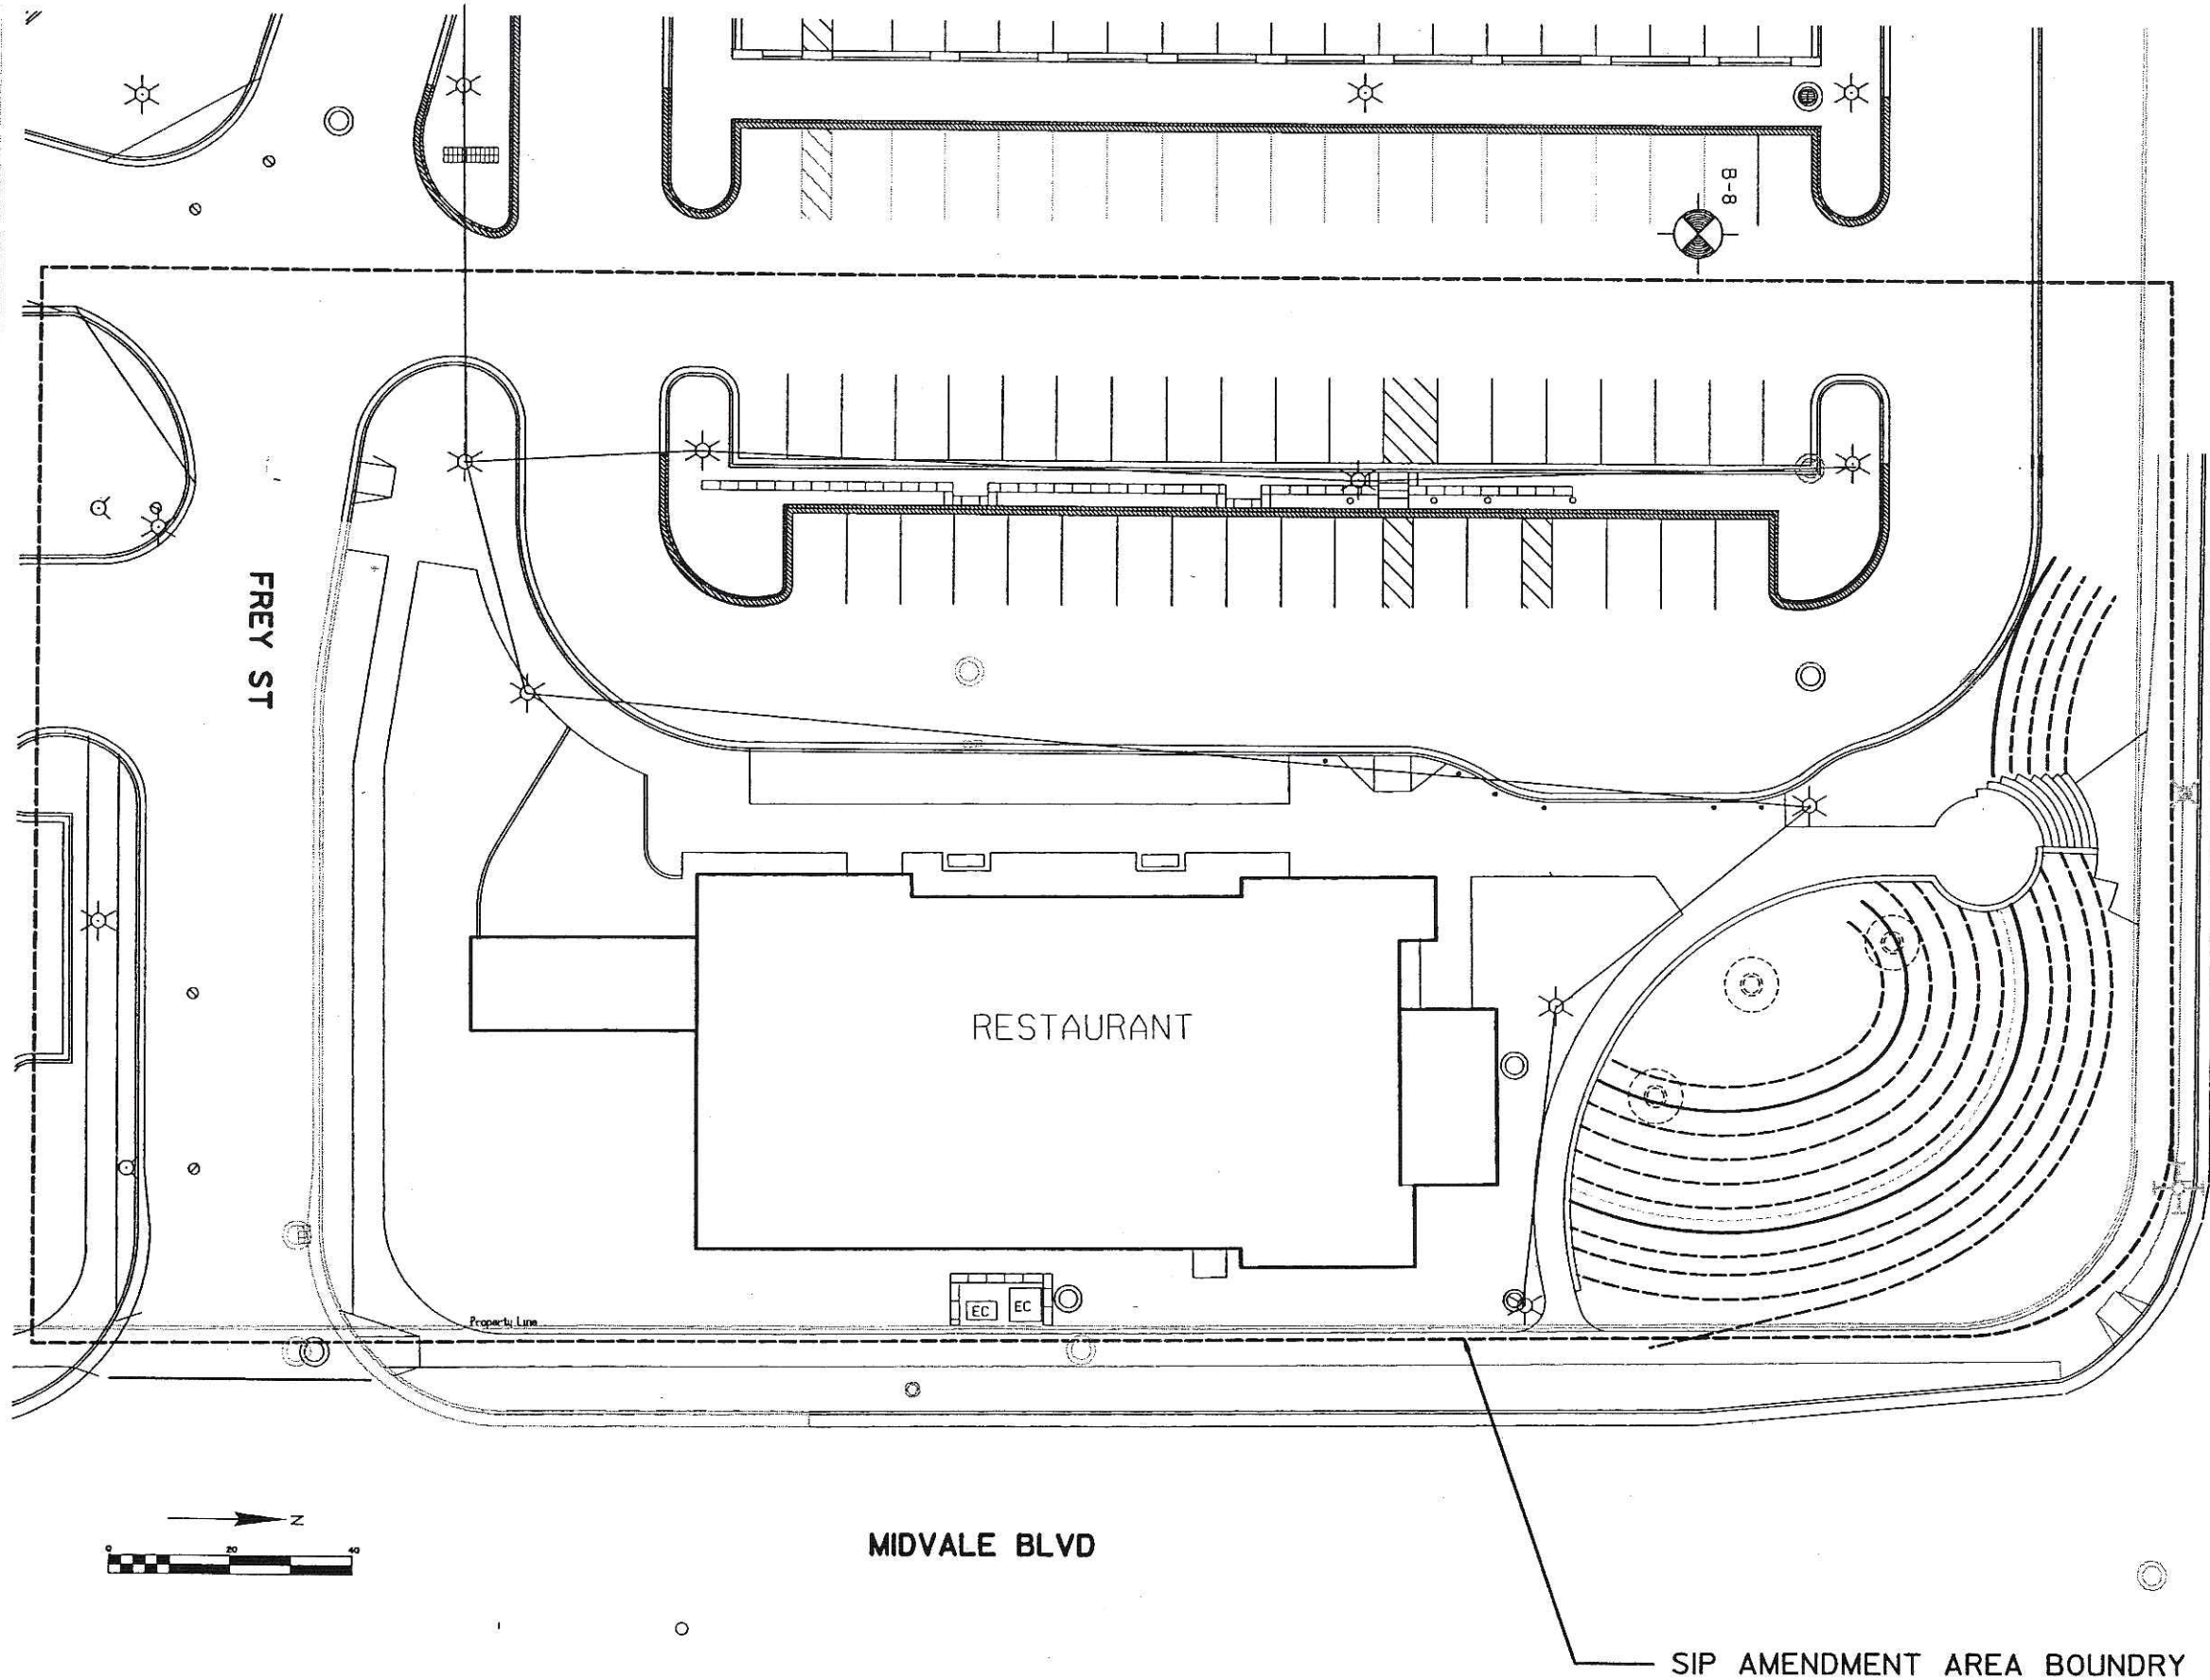 B-8
FREY ST
RESTAURANT
EC
EC
Property Line
N
0 20 40
MIDVALE BLVD
SIP AMENDMENT AREA BOUNDRY